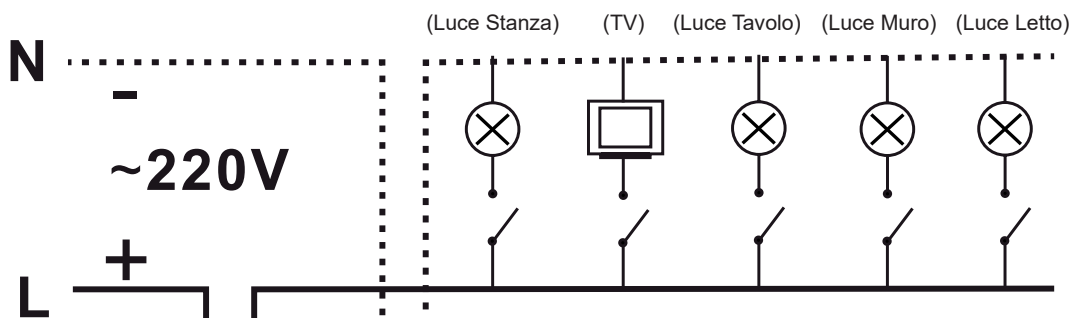 (Luce Stanza) (TV) (Luce Tavolo) (Luce Muro) (Luce Letto)
N
-
~220V
+
L